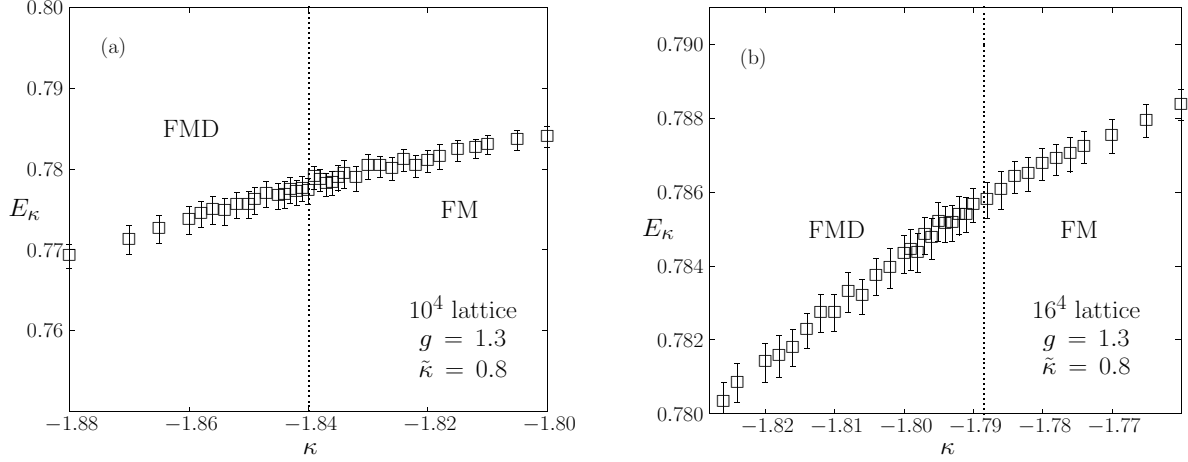 0.80
(a)
0.79
FMD
0.78
E_κ
FM
0.77
10^4 lattice
0.76
g = 1.3
κ̃ = 0.8
−1.88 −1.86 −1.84 −1.82 −1.80
κ
0.790
(b)
0.788
0.786
E_κ
FMD
FM
0.784
16^4 lattice
0.782
g = 1.3
κ̃ = 0.8
0.780
−1.82 −1.81 −1.80 −1.79 −1.78 −1.77
κ